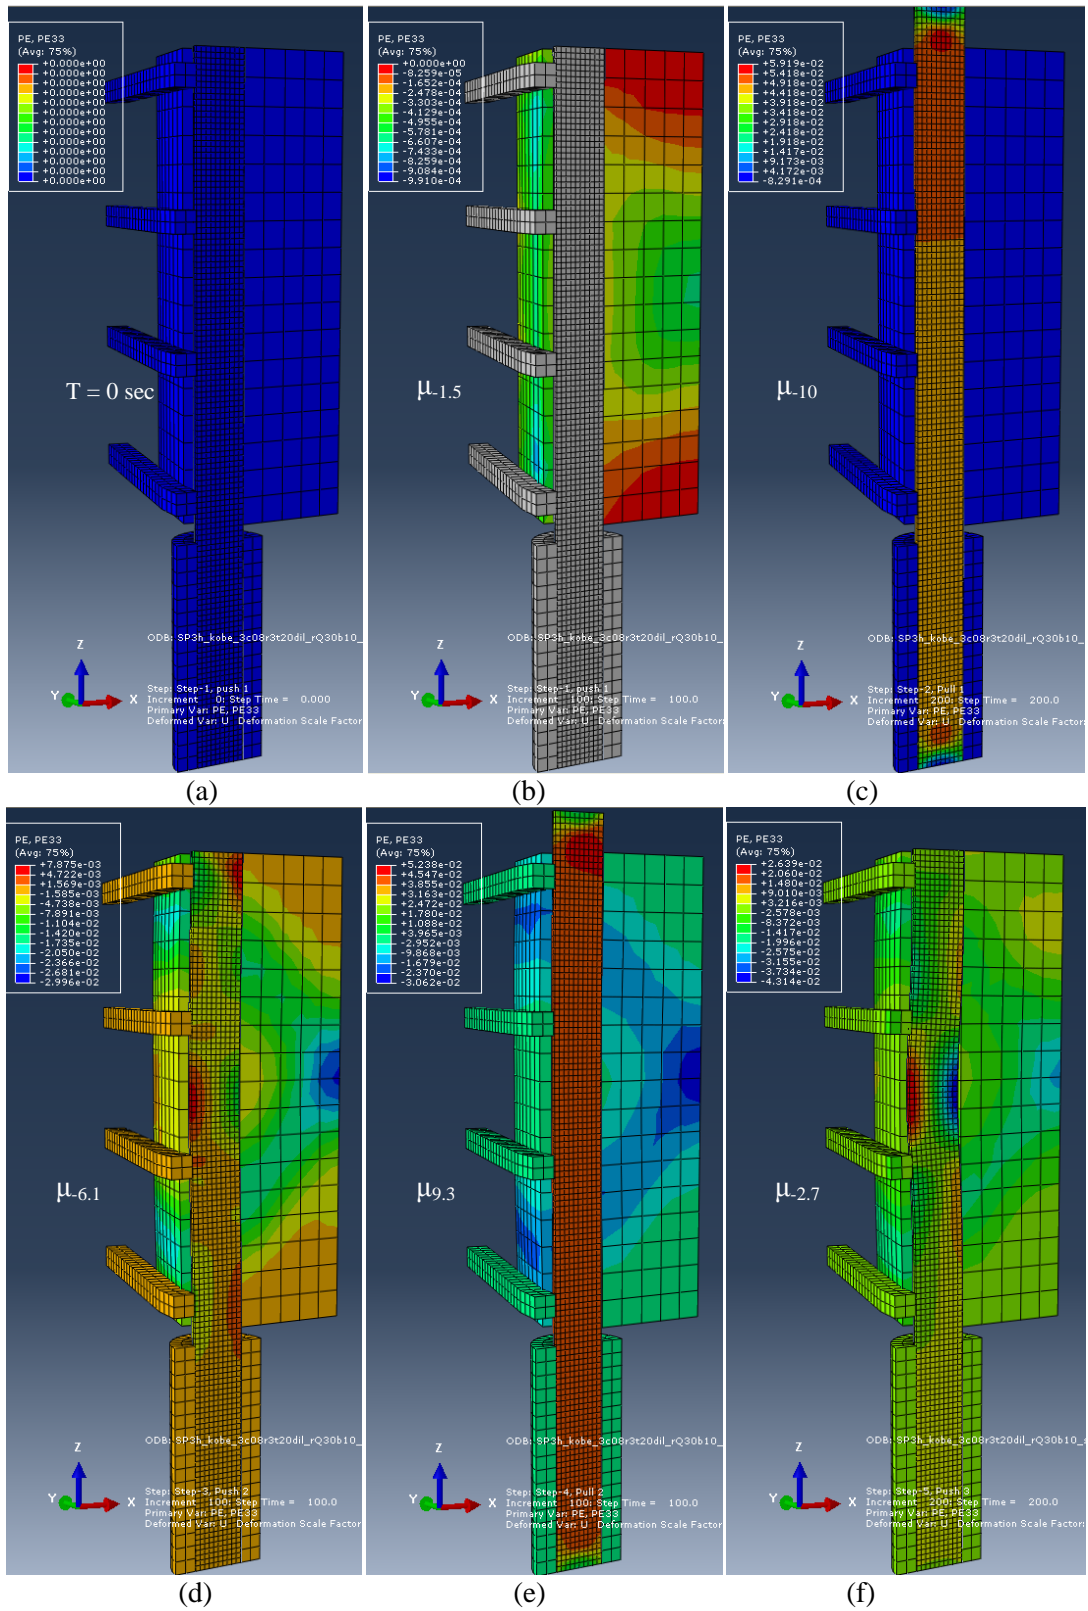 PE, PE33
(Avg: 75%)
+0.000e+00
+0.000e+00
+0.000e+00
+0.000e+00
+0.000e+00
+0.000e+00
+0.000e+00
+0.000e+00
+0.000e+00
+0.000e+00
+0.000e+00
+0.000e+00
+0.000e+00
T = 0 sec
ODB: SP3h_kobe_3c08r3t20dil_rQ30b10_
Z
Y
X
Step: Step-1, push 1
Increment 0: Step Time = 0.000
Primary Var: PE, PE33
Deformed Var: U Deformation Scale Factor
(a)
PE, PE33
(Avg: 75%)
+0.000e+00
-8.259e-05
-1.652e-04
-2.478e-04
-3.303e-04
-4.129e-04
-4.955e-04
-5.781e-04
-6.607e-04
-7.433e-04
-8.259e-04
-9.084e-04
-9.910e-04
μ-1.5
ODB: SP3h_kobe_3c08r3t20dil_rQ30b10_
Z
Y
X
Step: Step-1, push 1
Increment 100: Step Time = 100.0
Primary Var: PE, PE33
Deformed Var: U Deformation Scale Factor
(b)
PE, PE33
(Avg: 75%)
+5.919e-02
+5.418e-02
+4.918e-02
+4.418e-02
+3.918e-02
+3.418e-02
+2.918e-02
+2.418e-02
+1.918e-02
+1.417e-02
+9.173e-03
+4.172e-03
-8.291e-04
μ-10
ODB: SP3h_kobe_3c08r3t20dil_rQ30b10_
Z
Y
X
Step: Step-2, Pull 1
Increment 200: Step Time = 200.0
Primary Var: PE, PE33
Deformed Var: U Deformation Scale Factor
(c)
PE, PE33
(Avg: 75%)
+7.875e-03
+4.722e-03
+1.569e-03
-1.585e-03
-4.738e-03
-7.891e-03
-1.104e-02
-1.420e-02
-1.735e-02
-2.050e-02
-2.366e-02
-2.681e-02
-2.996e-02
μ-6.1
ODB: SP3h_kobe_3c08r3t20dil_rQ30b10_
Z
Y
X
Step: Step-3, Push 2
Increment 100: Step Time = 100.0
Primary Var: PE, PE33
Deformed Var: U Deformation Scale Factor
(d)
PE, PE33
(Avg: 75%)
+5.238e-02
+4.547e-02
+3.855e-02
+3.163e-02
+2.472e-02
+1.780e-02
+1.088e-02
+3.965e-03
-2.952e-03
-9.868e-03
-1.679e-02
-2.370e-02
-3.062e-02
μ9.3
ODB: SP3h_kobe_3c08r3t20dil_rQ30b10_
Z
Y
X
Step: Step-4, Pull 2
Increment 100: Step Time = 100.0
Primary Var: PE, PE33
Deformed Var: U Deformation Scale Factor
(e)
PE, PE33
(Avg: 75%)
+2.639e-02
+2.060e-02
+1.480e-02
+9.010e-03
+3.216e-03
-2.578e-03
-8.372e-03
-1.417e-02
-1.996e-02
-2.575e-02
-3.155e-02
-3.734e-02
-4.314e-02
μ-2.7
ODB: SP3h_kobe_3c08r3t20dil_rQ30b10_s
Z
Y
X
Step: Step-5, Push 3
Increment 200: Step Time = 200.0
Primary Var: PE, PE33
Deformed Var: U Deformation Scale Factor
(f)